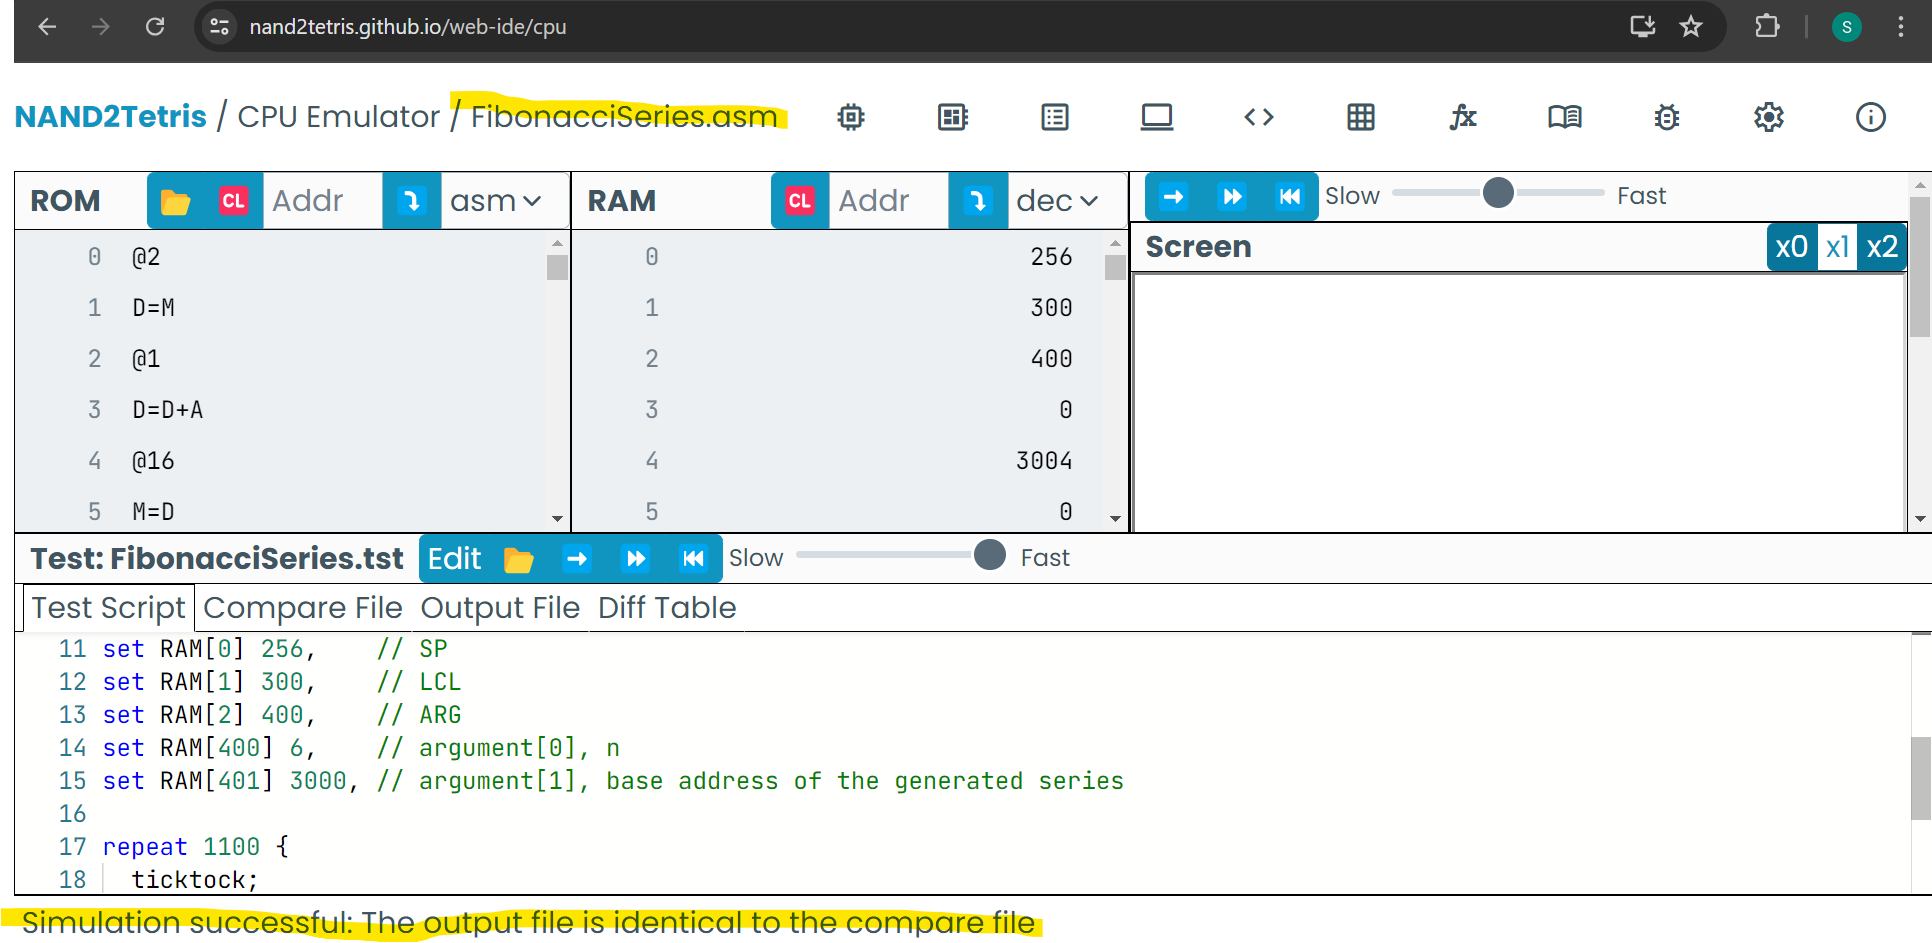 nand2tetris.github.io/web-ide/cpu
S
NAND2Tetris / CPU Emulator / FibonacciSeries.asm
ROM CL Addr asm
0 @2
1 D=M
2 @1
3 D=D+A
4 @16
5 M=D
RAM CL Addr dec
0 256
1 300
2 400
3 0
4 3004
5 0
Slow Fast
Screen x0 x1 x2
Test: FibonacciSeries.tst Edit Slow Fast
Test Script Compare File Output File Diff Table
11 set RAM[0] 256, // SP
12 set RAM[1] 300, // LCL
13 set RAM[2] 400, // ARG
14 set RAM[400] 6, // argument[0], n
15 set RAM[401] 3000, // argument[1], base address of the generated series
16
17 repeat 1100 {
18 ticktock;
Simulation successful: The output file is identical to the compare file